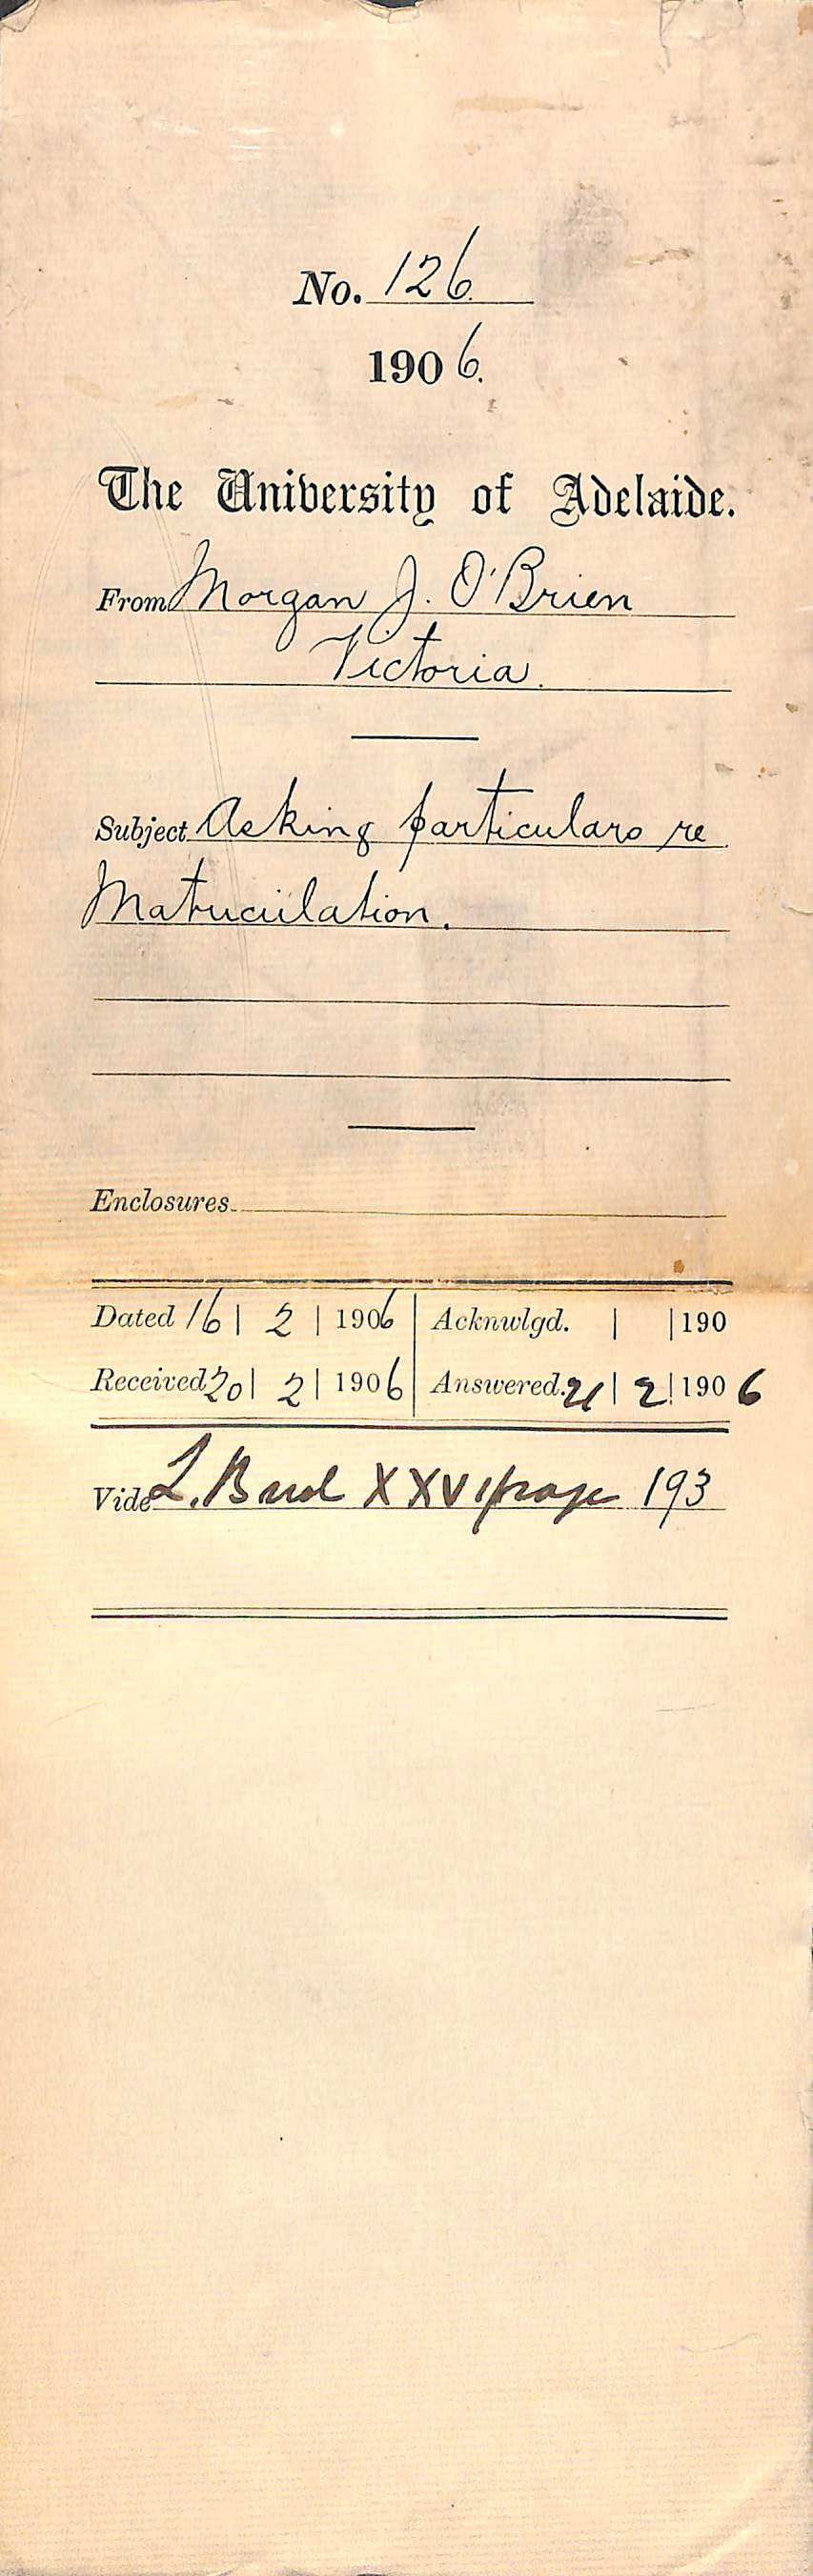 No. 126
1906.
The University of Adelaide.
From Morgan J. O'Brien
Victoria.
Subject Asking particulars re
Matriculation.
Enclosures
Dated 16 | 2 | 1906 | Acknwlgd. | | 190
Received 20 | 2 | 1906 | Answered. 21 | 2 | 1906
Vide L. XXVI page 193